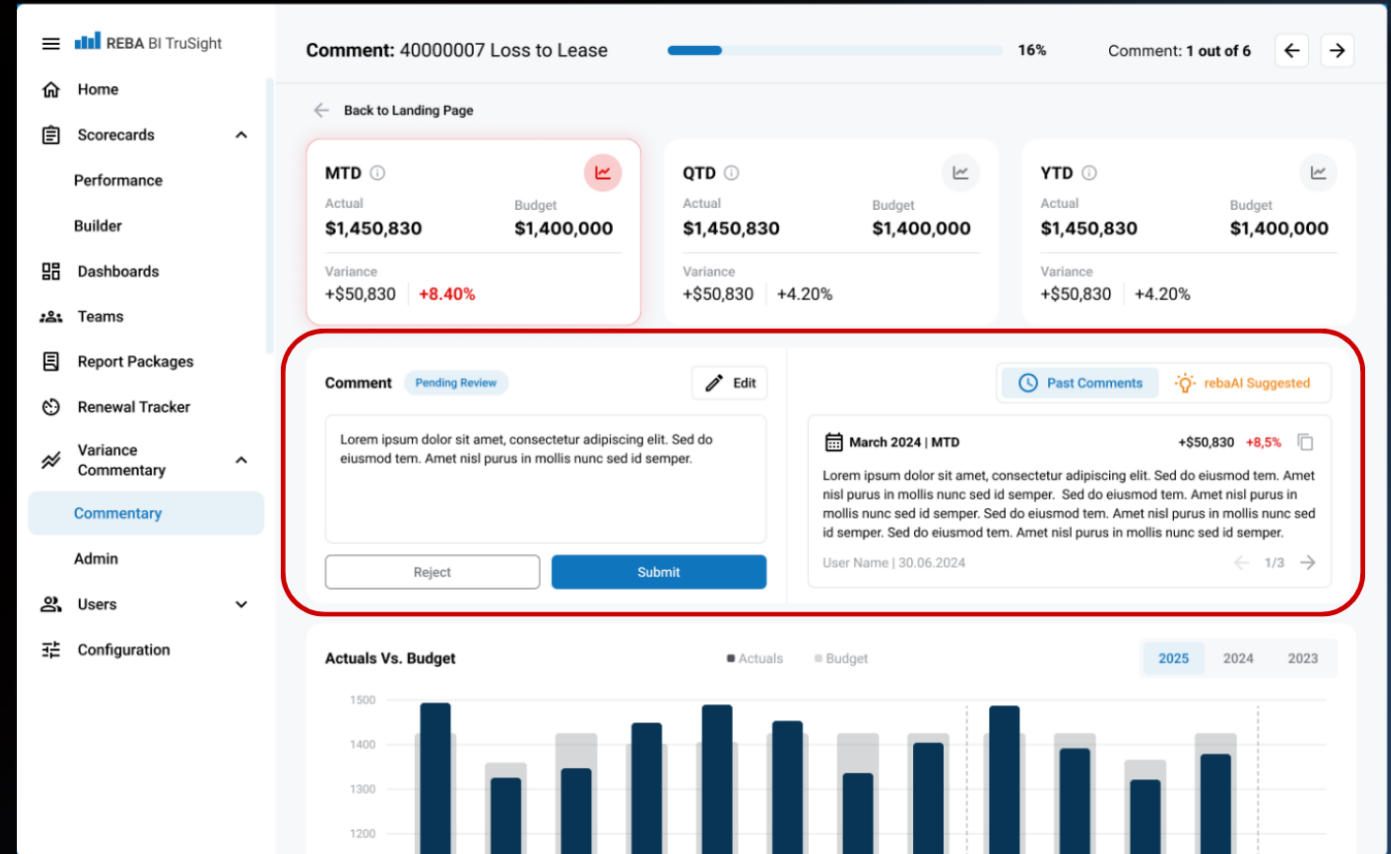 REBA BI TruSight
Home
Scorecards
Performance
Builder
Dashboards
Teams
Report Packages
Renewal Tracker
Variance
Commentary
Commentary
Admin
Users
Configuration
Comment: 40000007 Loss to Lease
16%
Comment: 1 out of 6
Back to Landing Page
MTD
Actual
Budget
$1,450,830
$1,400,000
Variance
+$50,830
+8.40%
QTD
Actual
Budget
$1,450,830
$1,400,000
Variance
+$50,830
+4.20%
YTD
Actual
Budget
$1,450,830
$1,400,000
Variance
+$50,830
+4.20%
Comment
Pending Review
Edit
Lorem ipsum dolor sit amet, consectetur adipiscing elit. Sed do
eiusmod tem. Amet nisl purus in mollis nunc sed id semper.
Reject
Submit
Past Comments
rebaAI Suggested
March 2024 | MTD
+$50,830 +8,5%
Lorem ipsum dolor sit amet, consectetur adipiscing elit. Sed do eiusmod tem. Amet
nisl purus in mollis nunc sed id semper.  Sed do eiusmod tem. Amet nisl purus in
mollis nunc sed id semper. Sed do eiusmod tem. Amet nisl purus in mollis nunc sed
id semper. Sed do eiusmod tem. Amet nisl purus in mollis nunc sed id semper.
User Name | 30.06.2024
1/3
Actuals Vs. Budget
Actuals
Budget
2025
2024
2023
1500
1400
1300
1200